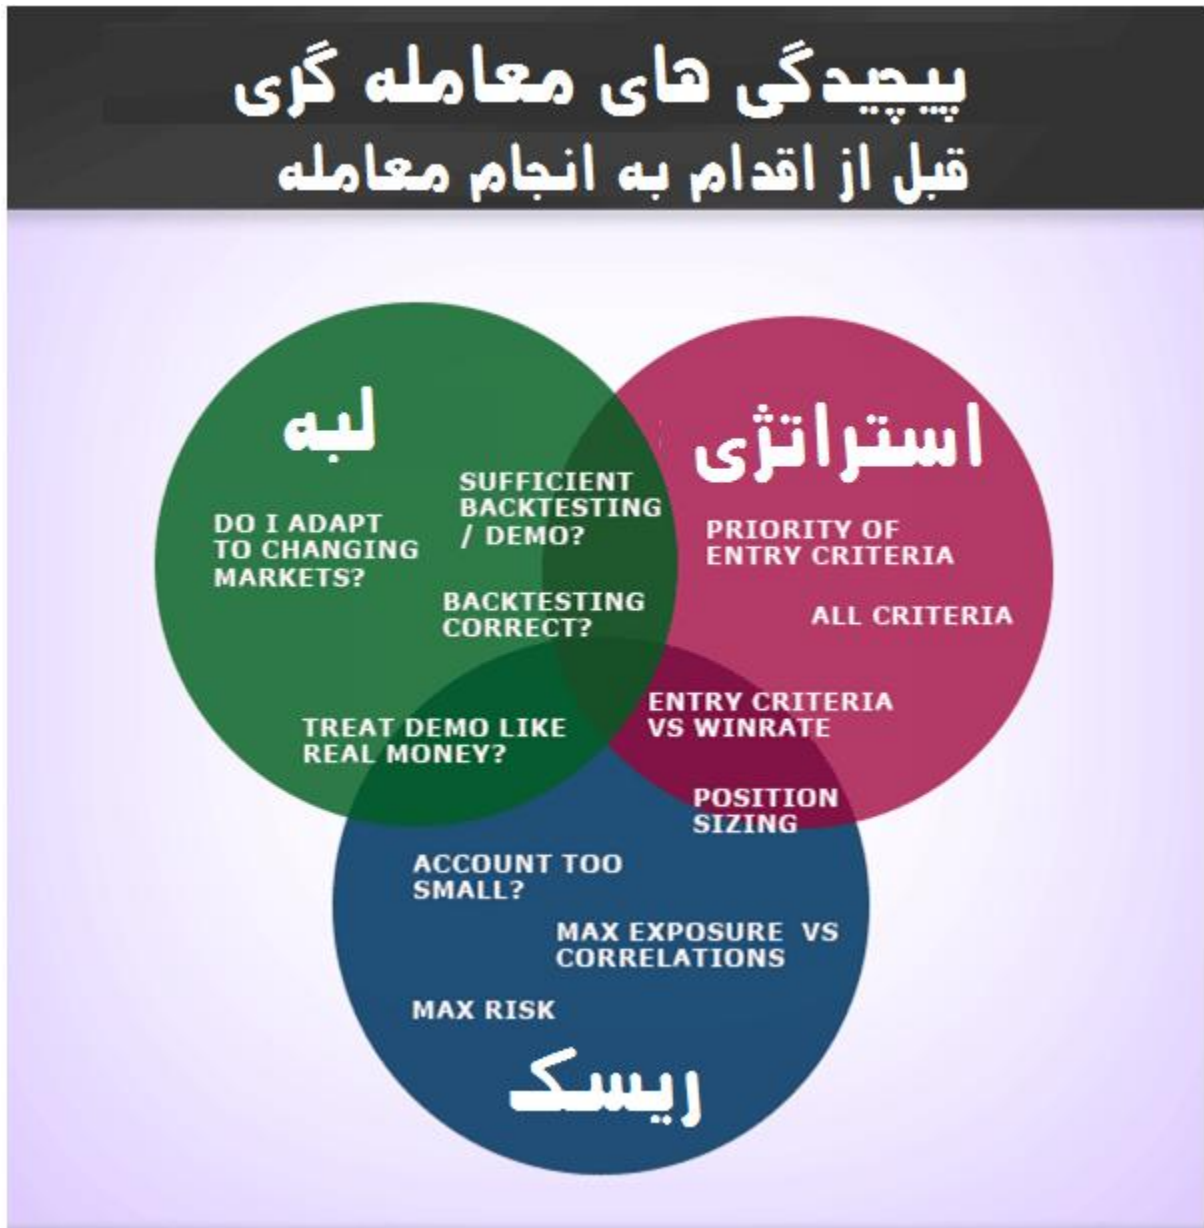 پیچیدگی های معامله گری
قبل از اقدام به انجام معامله
لبه
SUFFICIENT
BACKTESTING
/ DEMO?
DO I ADAPT
TO CHANGING
MARKETS?
BACKTESTING
CORRECT?
TREAT DEMO LIKE
REAL MONEY?
استراتژی
PRIORITY OF
ENTRY CRITERIA
ALL CRITERIA
ENTRY CRITERIA
VS WINRATE
POSITION
SIZING
ACCOUNT TOO
SMALL?
MAX EXPOSURE VS
CORRELATIONS
MAX RISK
ریسک